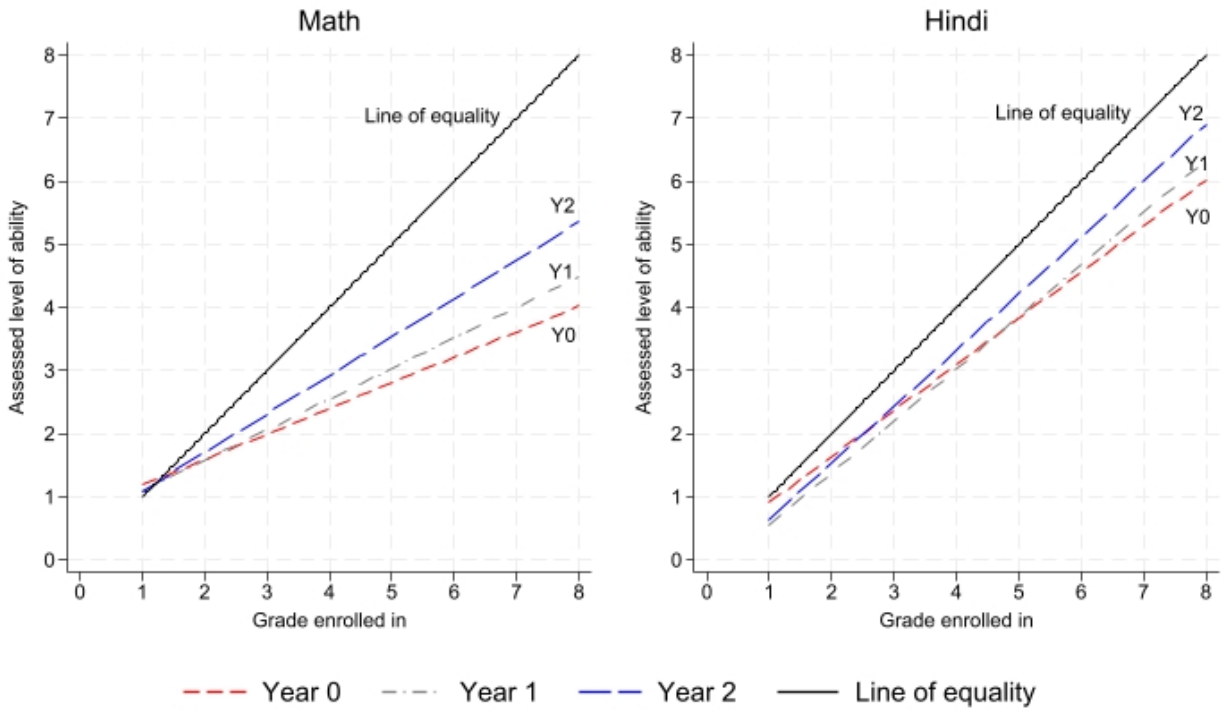 Math
Assessed level of ability
8
7
6
5
4
3
2
1
0
Line of equality
Y2
Y1
Y0
0 1 2 3 4 5 6 7 8
Grade enrolled in
Hindi
Assessed level of ability
8
7
6
5
4
3
2
1
0
Line of equality
Y2
Y1
Y0
0 1 2 3 4 5 6 7 8
Grade enrolled in
Year 0 Year 1 Year 2 Line of equality